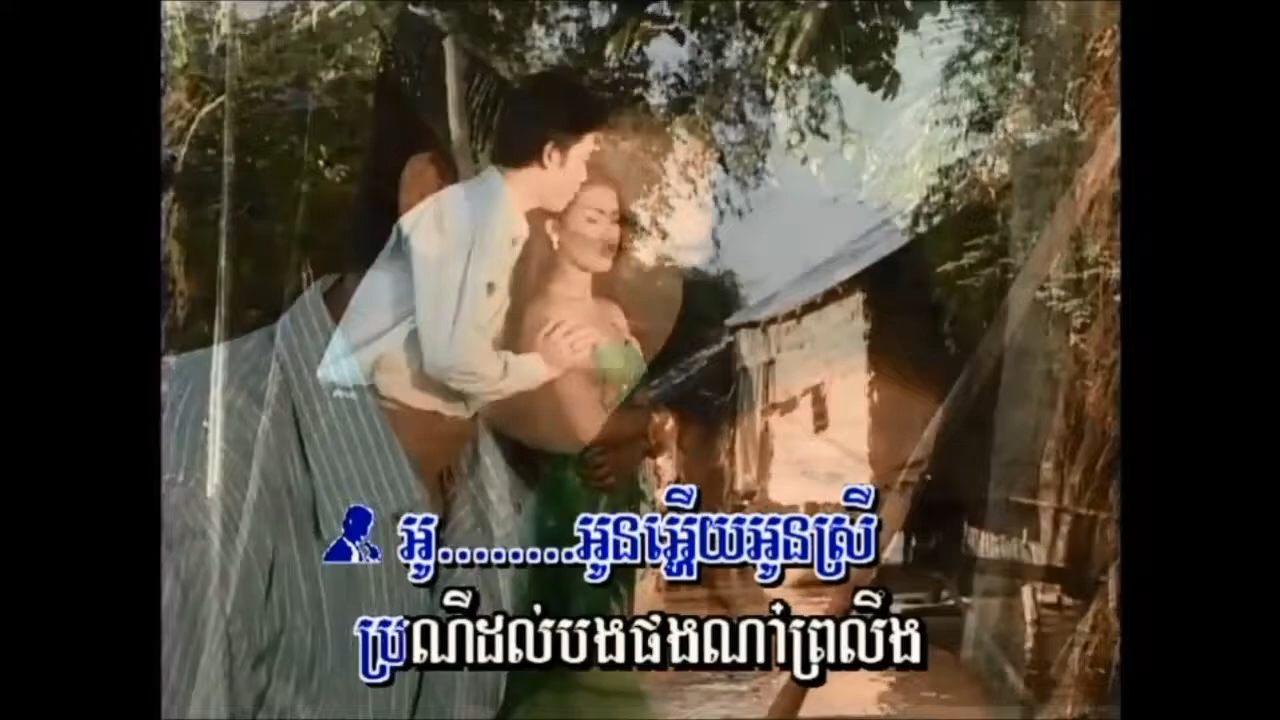 អូ........អូនអ្ហើយអូនស្រី
ប្រណីដល់បងផងណាំព្រលឹង